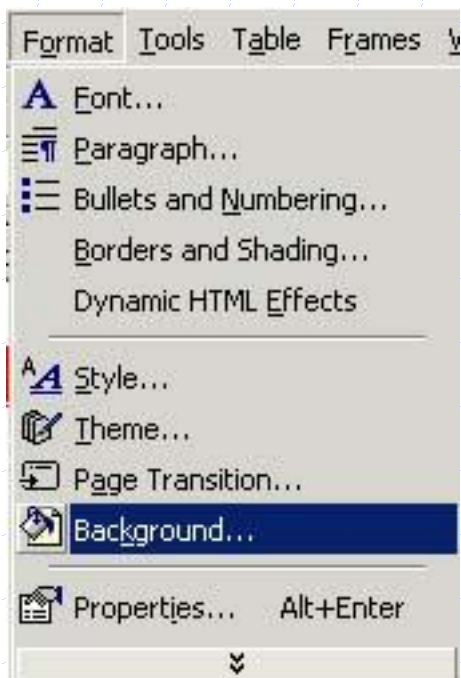 Format Tools Table Frames
Font...
Paragraph...
Bullets and Numbering...
Borders and Shading...
Dynamic HTML Effects
Style...
Theme...
Page Transition...
Background...
Properties... Alt+Enter